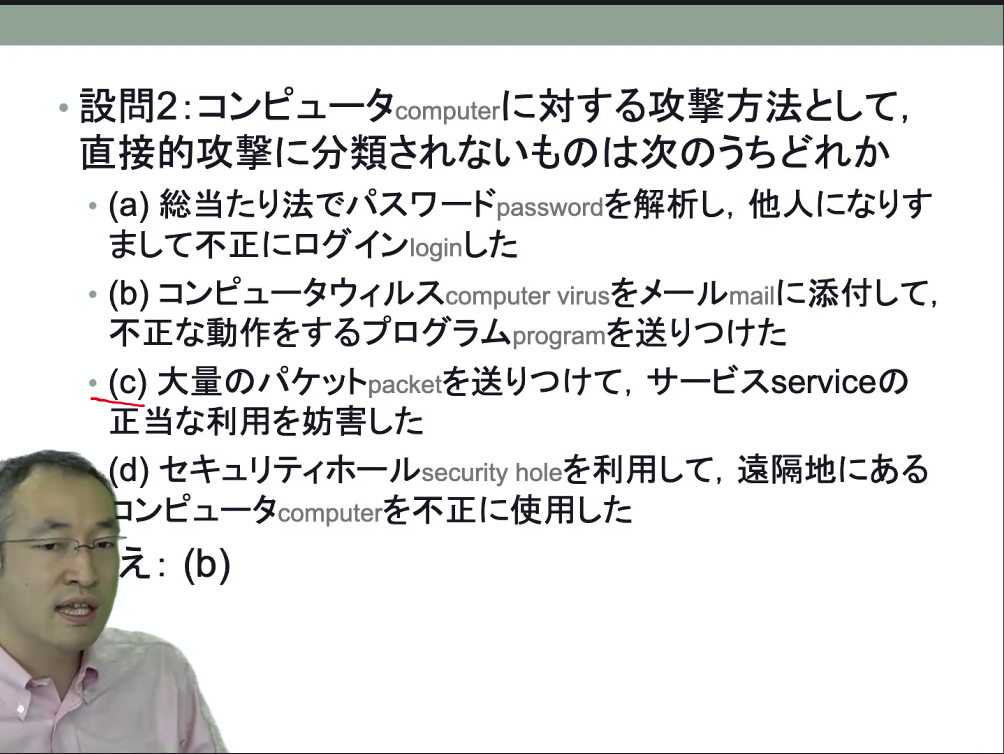 設問2:コンピュータcomputerに対する攻撃方法として，
直接的攻撃に分類されないものは次のうちどれか
(a) 総当たり法でパスワードpasswordを解析し，他人になりす
まして不正にログインloginした
(b) コンピュータウィルスcomputer virusをメールmailに添付して，
不正な動作をするプログラムprogramを送りつけた
(c) 大量のパケットpacketを送りつけて，サービスserviceの
正当な利用を妨害した
(d) セキュリティホールsecurity holeを利用して，遠隔地にある
コンピュータcomputerを不正に使用した
え： (b)